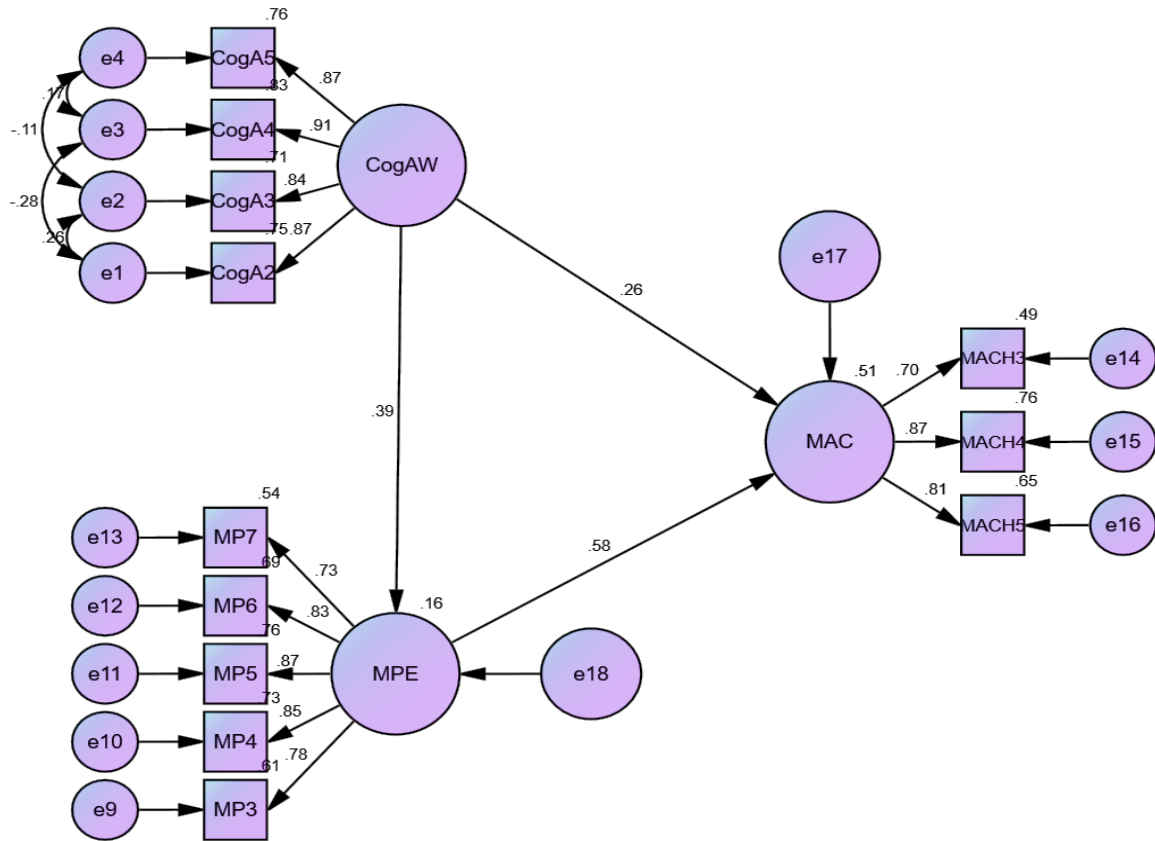 .76
e4 CogA5 .87
.17 .83
-.11 e3 CogA4 .91
.71 CogAW
-.28 e2 CogA3 .84
.26 .75 .87
e1 CogA2
e17
.26
.49
MACH3 e14
.51 .70
.76
.39 MAC .87 MACH4 e15
.65
.81
MACH5 e16
.54
e13 MP7
.58
.69 .73
e12 MP6 .83 .16
.76
e11 MP5 .87 MPE e18
.73
e10 MP4 .85
.61 .78
e9 MP3